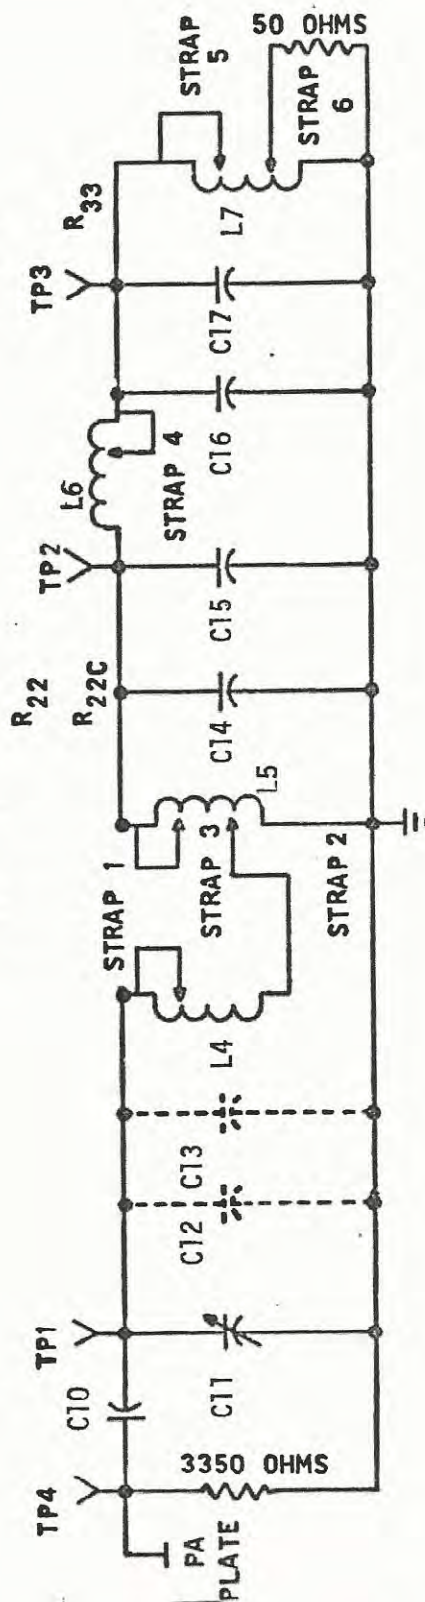 TP4
PA
PLATE
3350 OHMS
C10
TP1
C11
C12
C13
L4
STRAP 1
STRAP 3
STRAP 2
L5
R22
R22C
C14
TP2
C15
L6
STRAP 4
C16
TP3
C17
R33
L7
STRAP
5
50 OHMS
STRAP
6